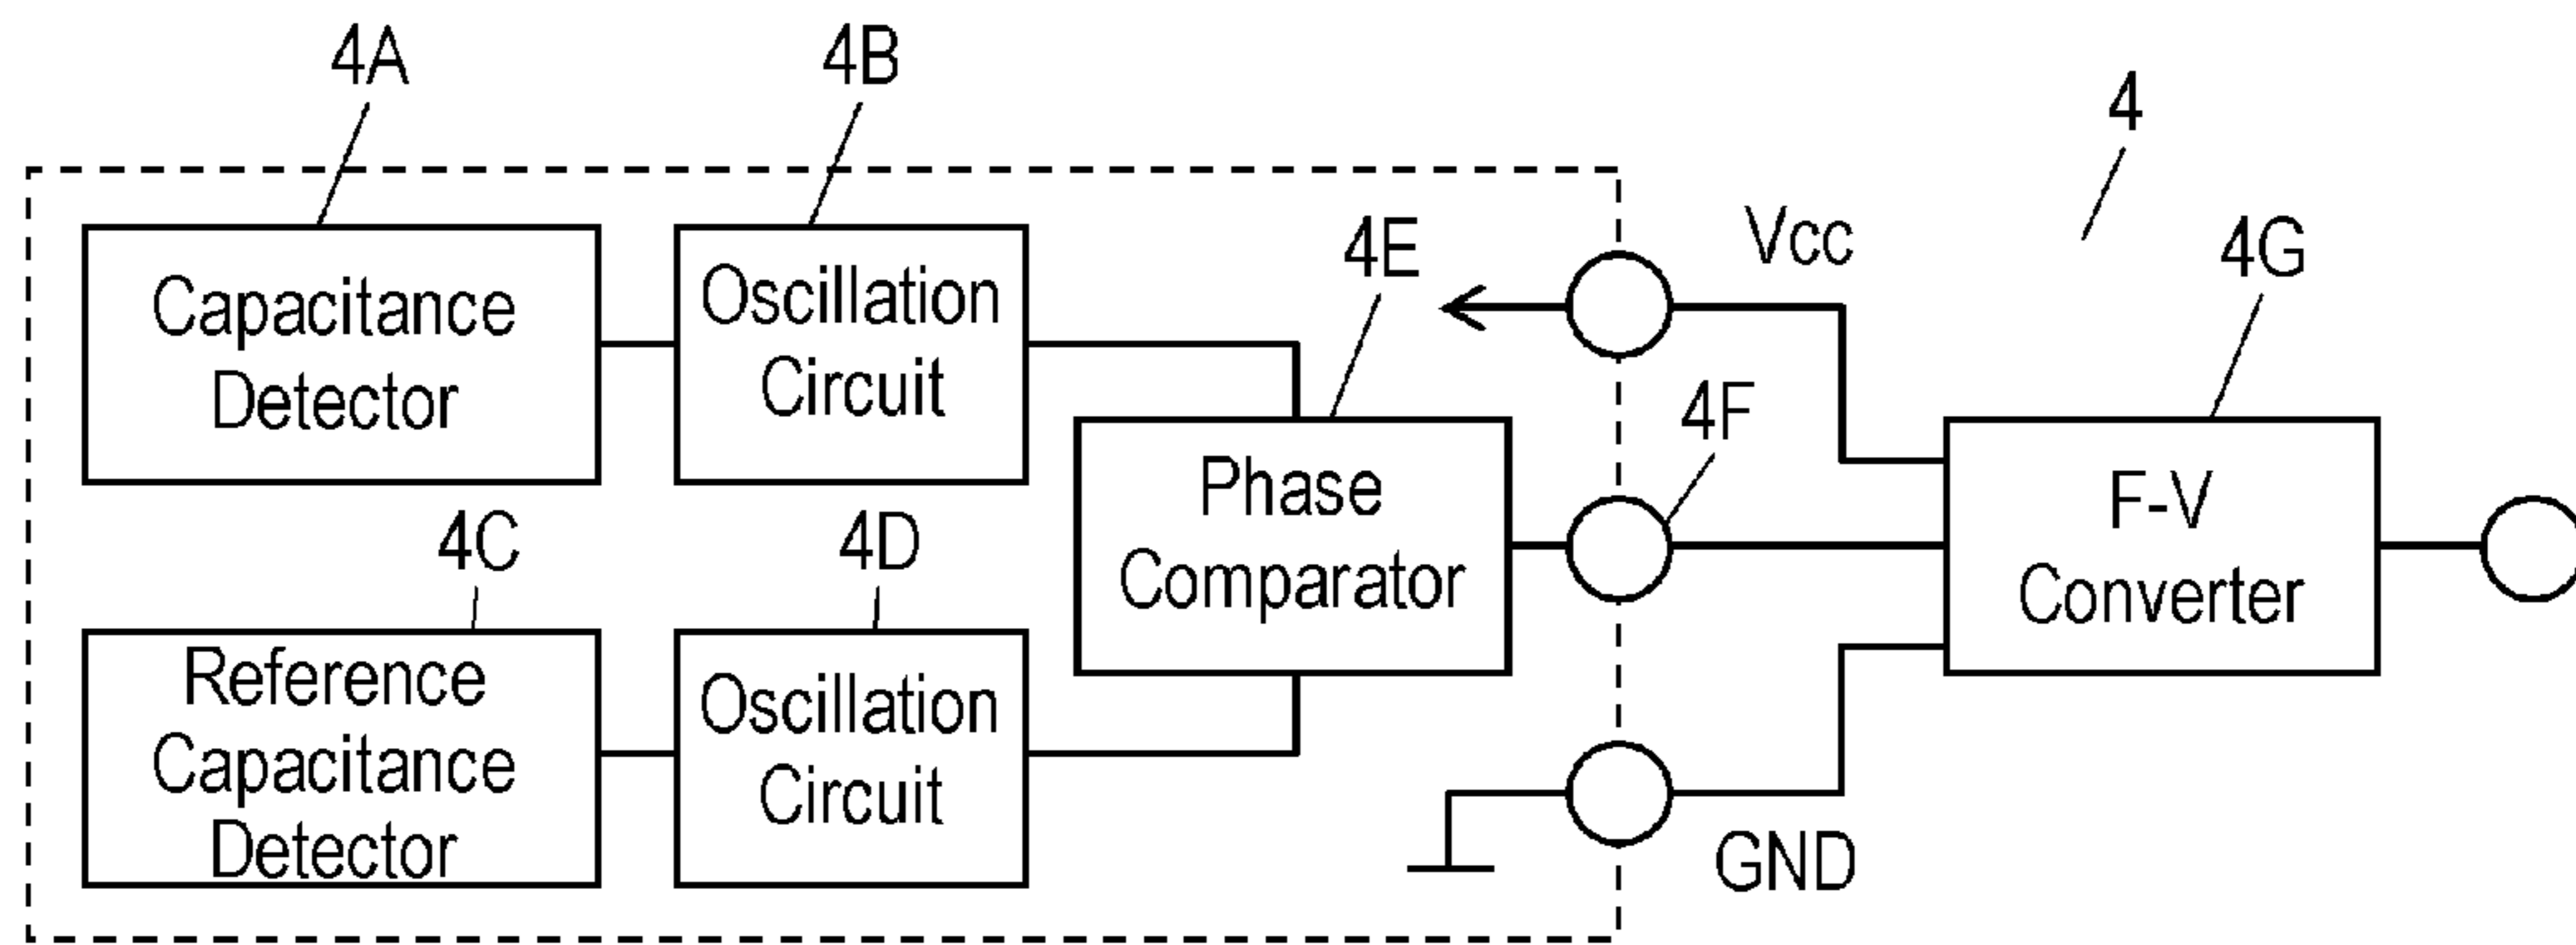 4A
4B
4
Capacitance
Detector
Oscillation
Circuit
4E
Vcc
4G
4F
Phase
Comparator
F-V
Converter
4C
4D
Reference
Capacitance
Detector
Oscillation
Circuit
GND